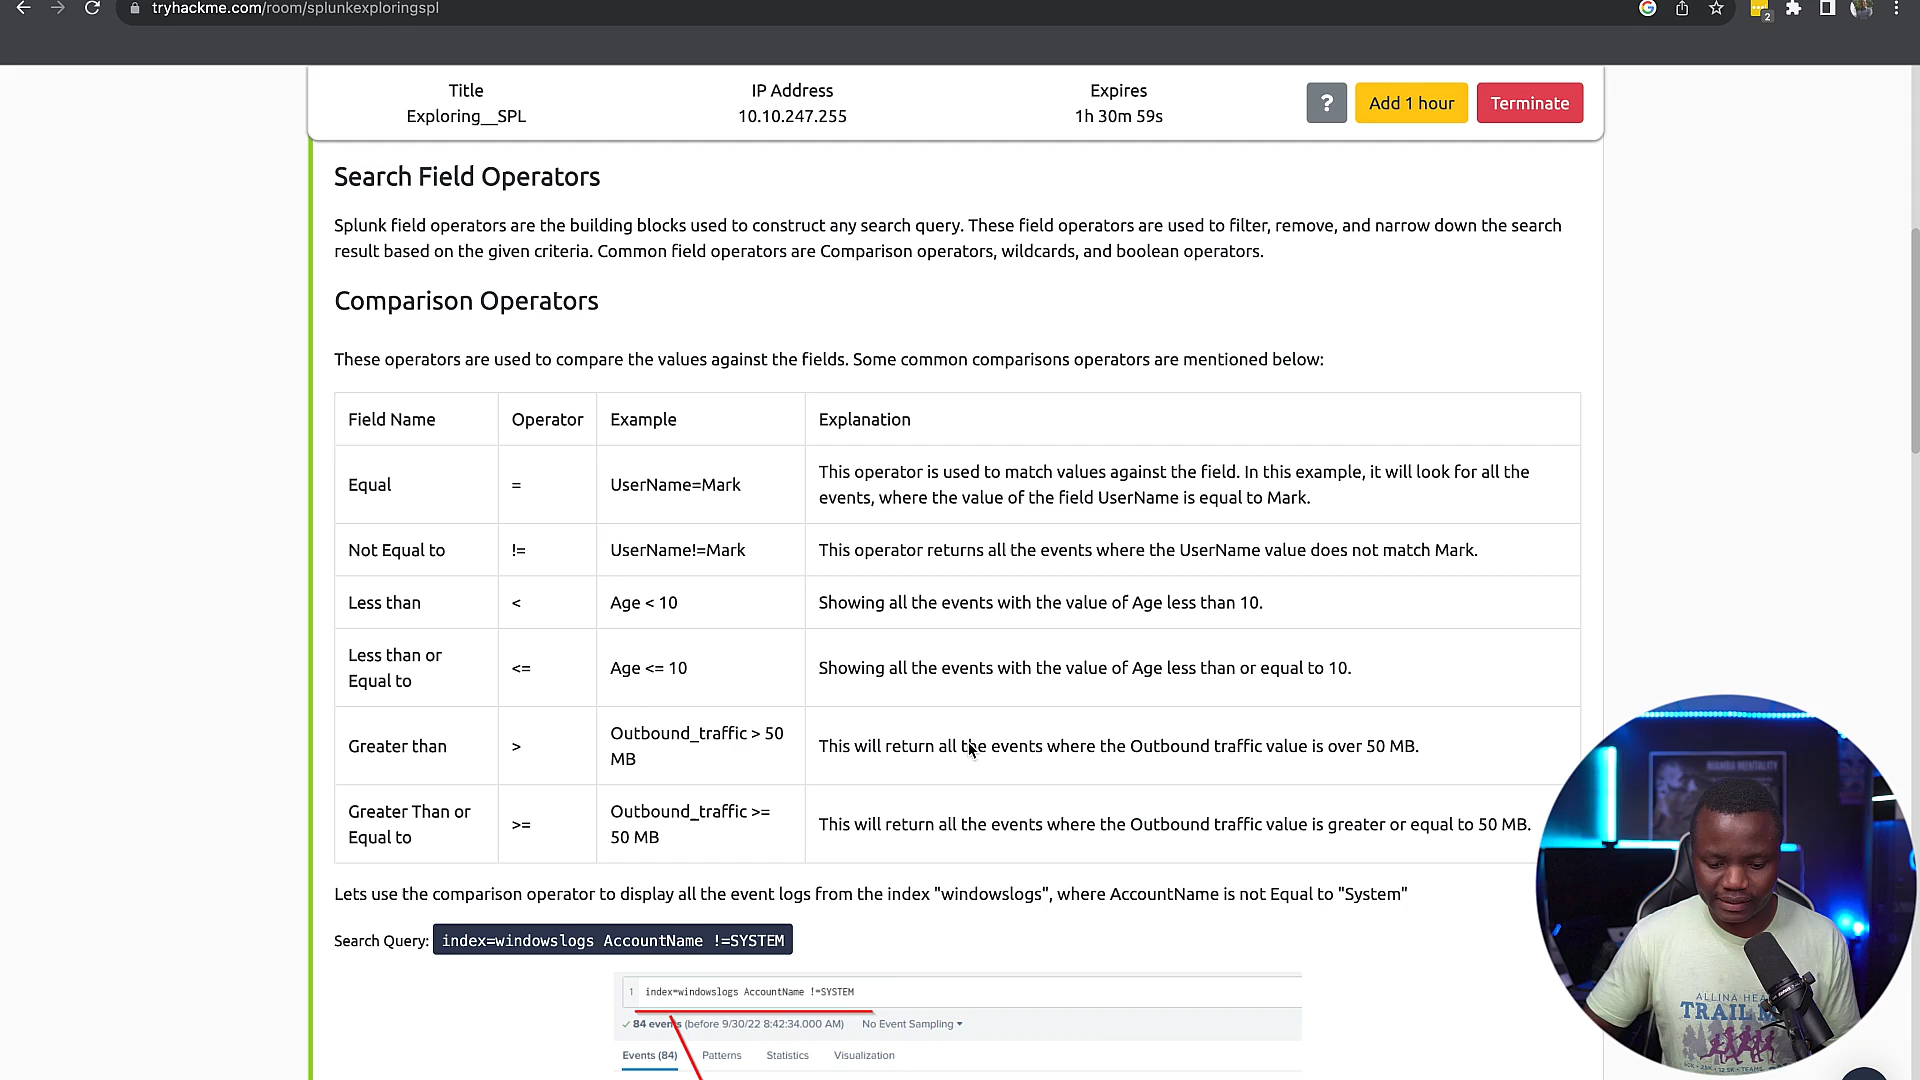 tryhackme.com/room/splunkexploringspl
2
Title
Exploring__SPL
IP Address
10.10.247.255
Expires
1h 30m 59s
?
Add 1 hour
Terminate
Search Field Operators
Splunk field operators are the building blocks used to construct any search query. These field operators are used to filter, remove, and narrow down the search
result based on the given criteria. Common field operators are Comparison operators, wildcards, and boolean operators.
Comparison Operators
These operators are used to compare the values against the fields. Some common comparisons operators are mentioned below:
Field Name Operator Example Explanation
Equal = UserName=Mark
This operator is used to match values against the field. In this example, it will look for all the
events, where the value of the field UserName is equal to Mark.
Not Equal to != UserName!=Mark This operator returns all the events where the UserName value does not match Mark.
Less than < Age < 10 Showing all the events with the value of Age less than 10.
Less than or
Equal to
<= Age <= 10 Showing all the events with the value of Age less than or equal to 10.
Greater than >
Outbound_traffic > 50
MB
This will return all the events where the Outbound traffic value is over 50 MB.
Greater Than or
Equal to
>=
Outbound_traffic >=
50 MB
This will return all the events where the Outbound traffic value is greater or equal to 50 MB.
Lets use the comparison operator to display all the event logs from the index "windowslogs", where AccountName is not Equal to "System"
Search Query: index=windowslogs AccountName !=SYSTEM
1 index=windowslogs AccountName !=SYSTEM
84 events (before 9/30/22 8:42:34.000 AM) No Event Sampling
Events (84) Patterns Statistics Visualization
MAMBA MENTALITY
ALLINA HEA
TRAIL M